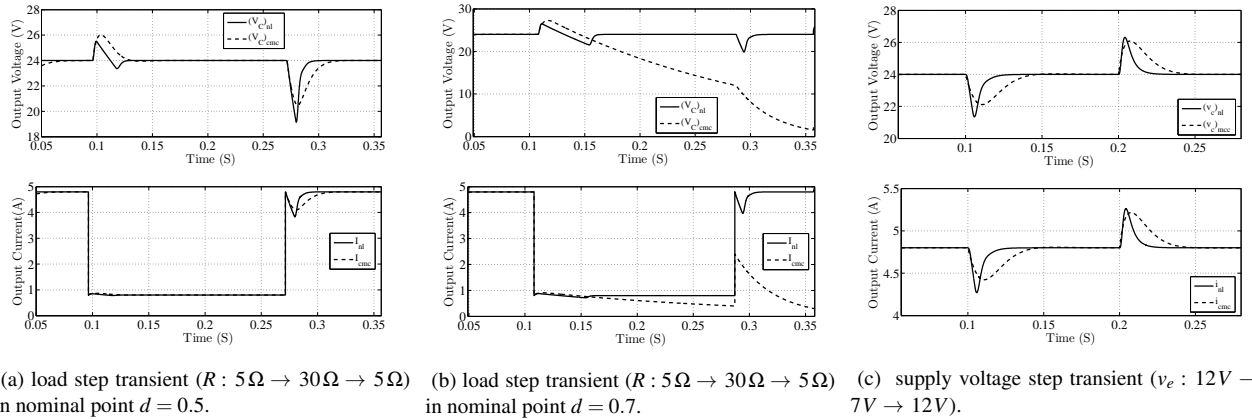 28
26
24
22
20
18
Output Voltage (V)
(V_C)_nl
(V_C)_cmc
0.05 0.1 0.15 0.2 0.25 0.3 0.35
Time (S)
5
4
3
2
1
0
Output Current(A)
I_nl
I_cmc
0.05 0.1 0.15 0.2 0.25 0.3 0.35
Time (S)
(a) load step transient (R : 5Ω → 30Ω → 5Ω)
n nominal point d = 0.5.
30
20
10
0
Output Voltage (V)
(V_C)_nl
(V_C)_cmc
0.05 0.1 0.15 0.2 0.25 0.3 0.35
Time (S)
5
4
3
2
1
0
Output Current(A)
I_nl
I_cmc
0.05 0.1 0.15 0.2 0.25 0.3 0.35
Time (S)
(b) load step transient (R : 5Ω → 30Ω → 5Ω)
in nominal point d = 0.7.
28
26
24
22
20
Output Voltage (V)
(v_c)_nl
(v_c)_mcc
0.1 0.15 0.2 0.25
Time (S)
5.5
5
4.5
4
Output Current (A)
i_nl
i_cmc
0.1 0.15 0.2 0.25
Time (S)
(c) supply voltage step transient (v_e : 12V −
7V → 12V).